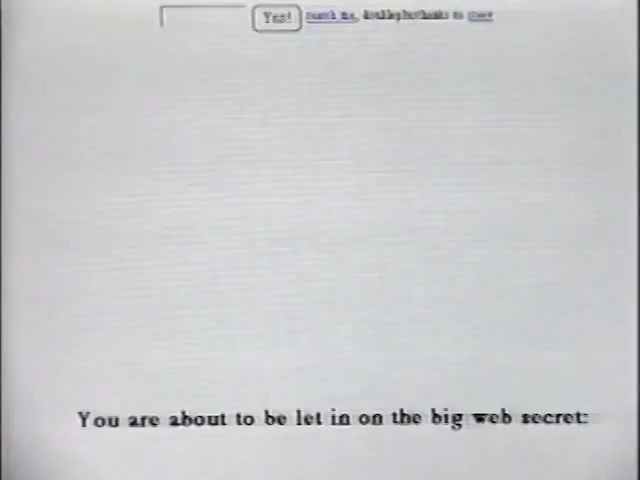 Yes!
You are about to be let in on the big web secret: